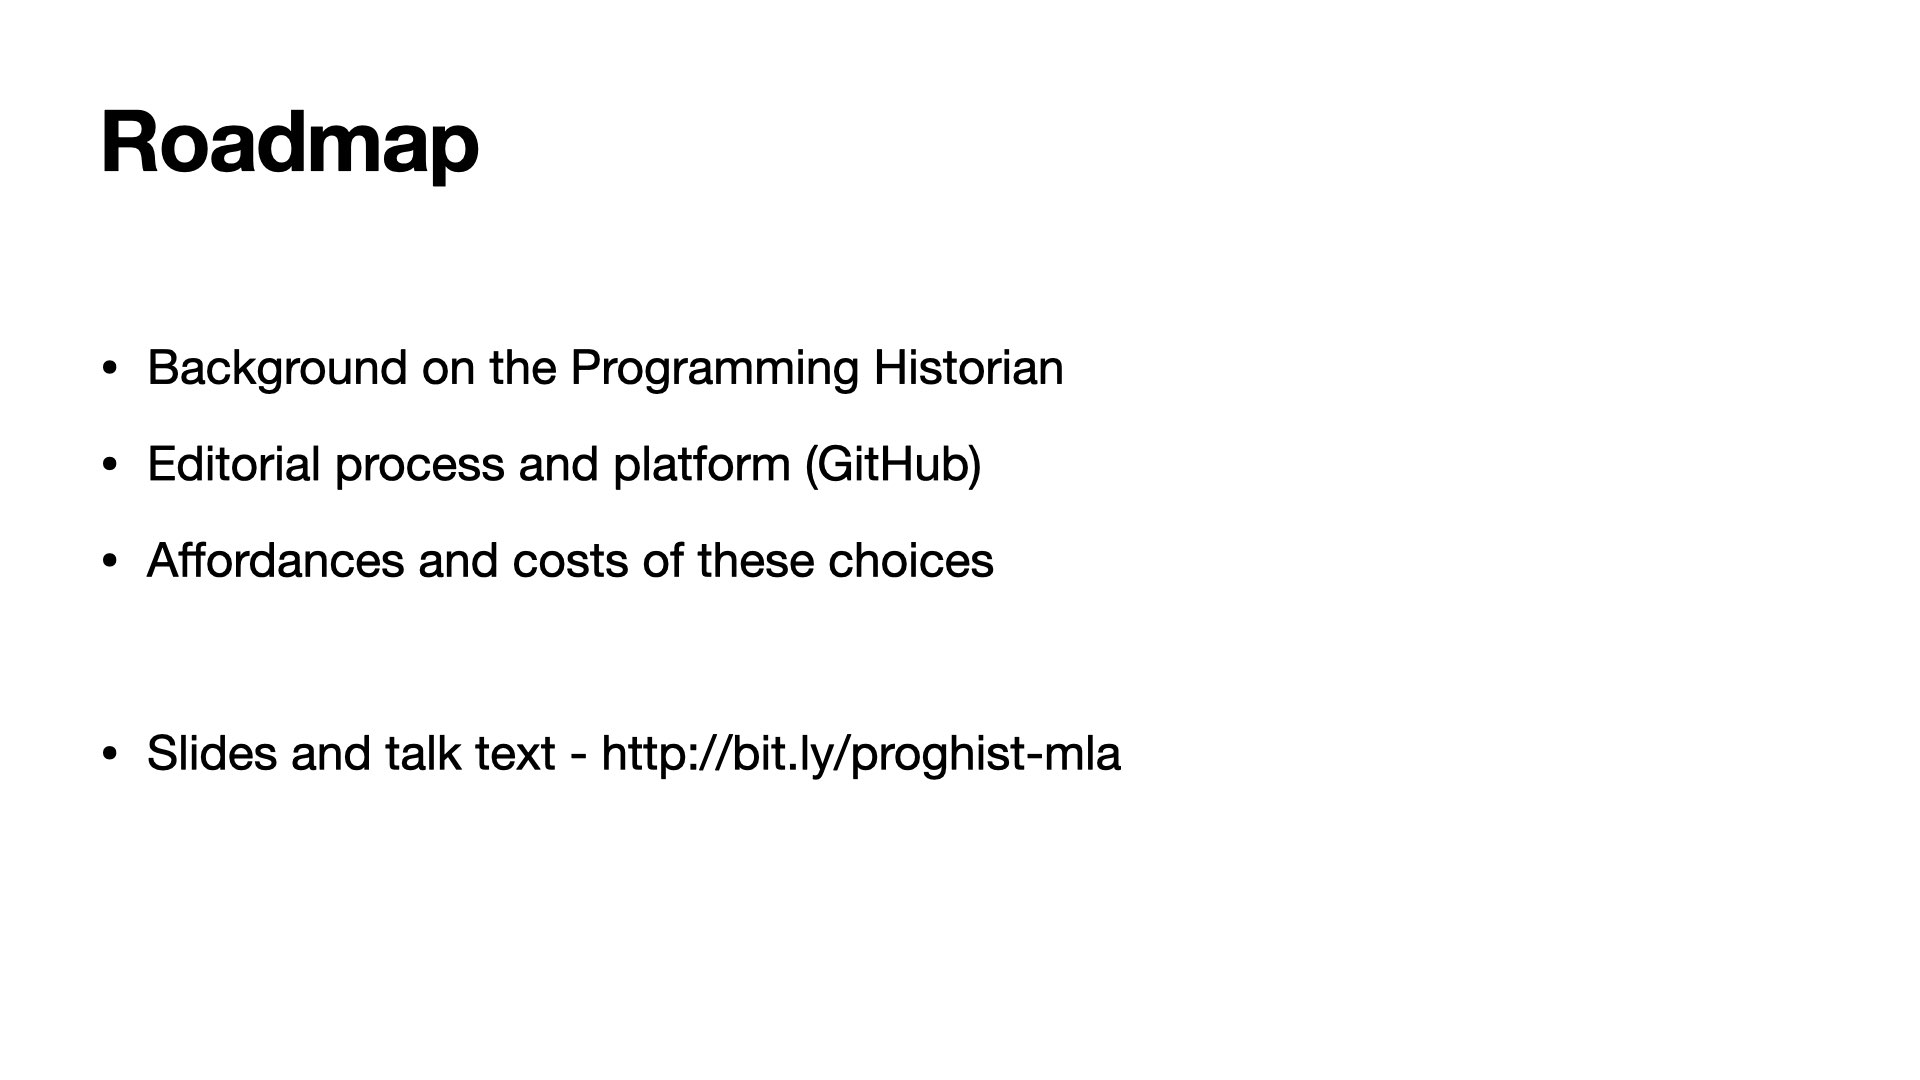 Roadmap
• Background on the Programming Historian
• Editorial process and platform (GitHub)
• Affordances and costs of these choices
• Slides and talk text - http://bit.ly/proghist-mla